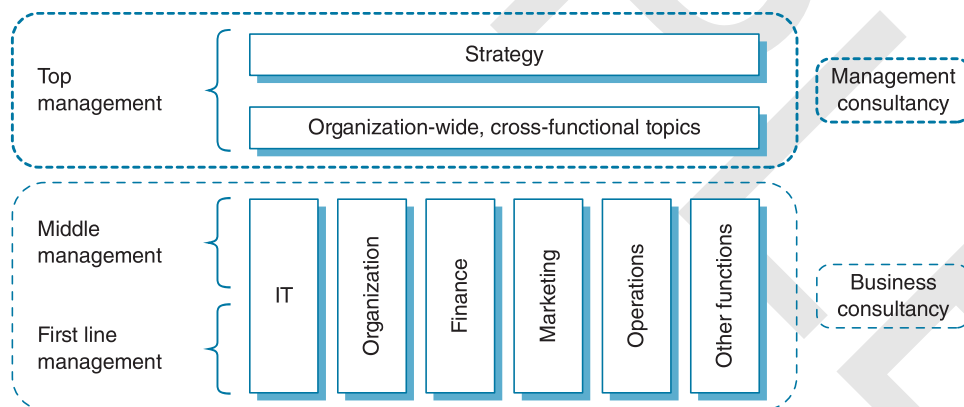 Strategy
Top
management
Organization-wide, cross-functional topics
Management
consultancy
Middle
management
First line
management
IT
Organization
Finance
Marketing
Operations
Other functions
Business
consultancy